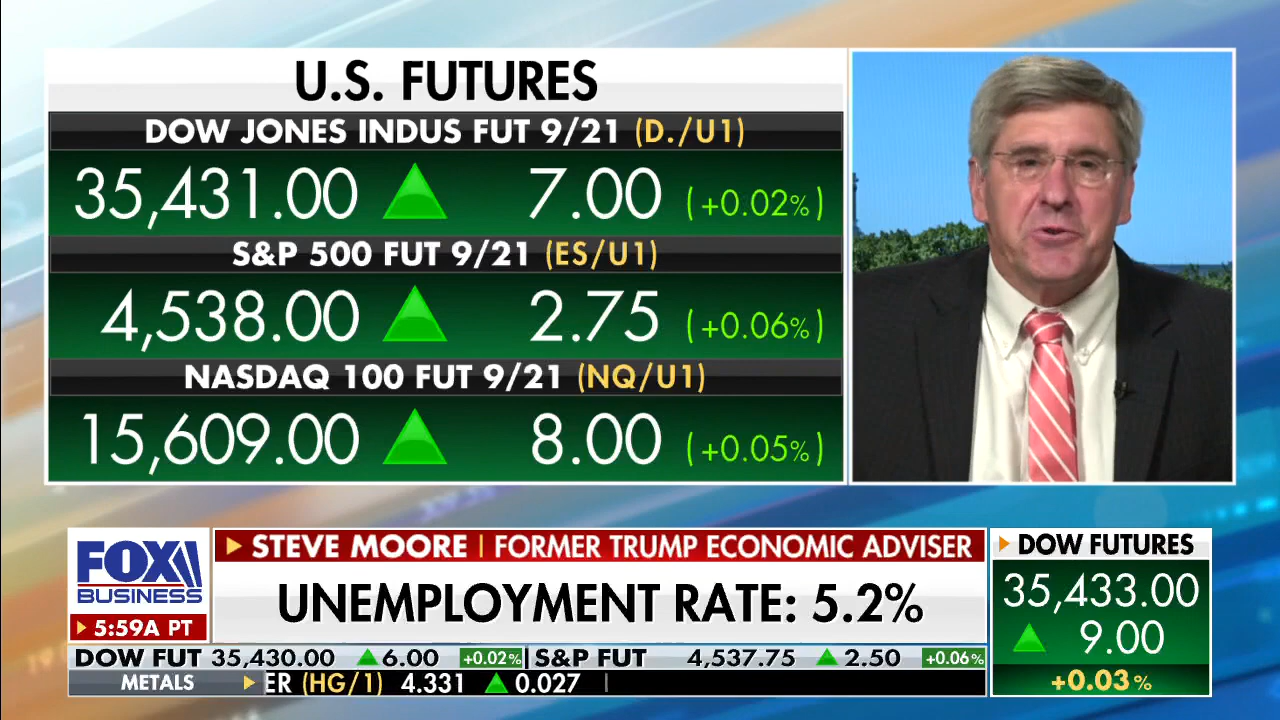 U.S. FUTURES
DOW JONES INDUS FUT 9/21 (D./U1)
35,431.00 7.00 (+0.02%)
S&P 500 FUT 9/21 (ES/U1)
4,538.00 2.75 (+0.06%)
NASDAQ 100 FUT 9/21 (NQ/U1)
15,609.00 8.00 (+0.05%)
FOX
BUSINESS
5:59A PT
STEVE MOORE | FORMER TRUMP ECONOMIC ADVISER
UNEMPLOYMENT RATE: 5.2%
DOW FUTURES
35,433.00
9.00
+0.03%
DOW FUT 35,430.00 6.00 +0.02% S&P FUT 4,537.75 2.50 +0.06%
METALS ER (HG/1) 4.331 0.027